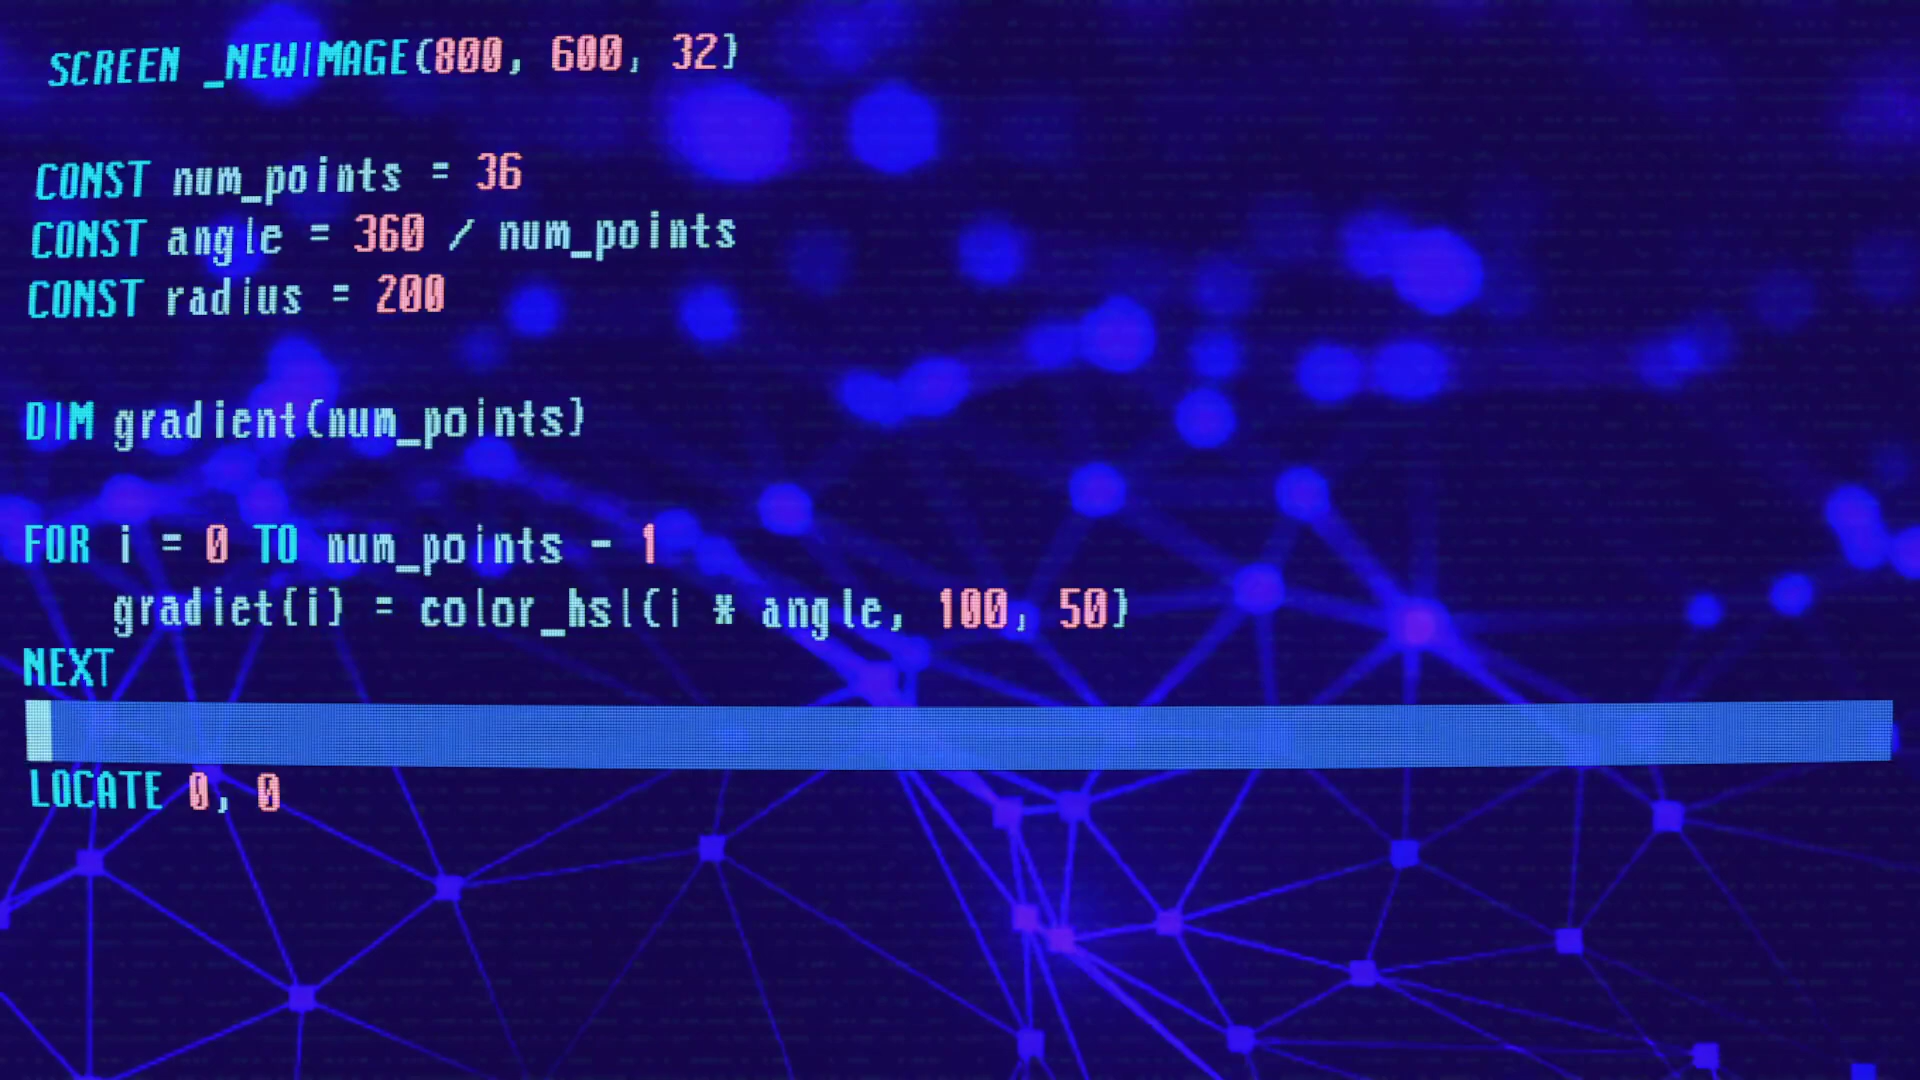 SCREEN _NEWIMAGE(800, 600, 32)
CONST num_points = 36
CONST angle = 360 / num_points
CONST radius = 200
DIM gradient(num_points)
FOR i = 0 TO num_points - 1
gradiet(i) = color_hsl(i * angle, 100, 50)
NEXT
LOCATE 0, 0